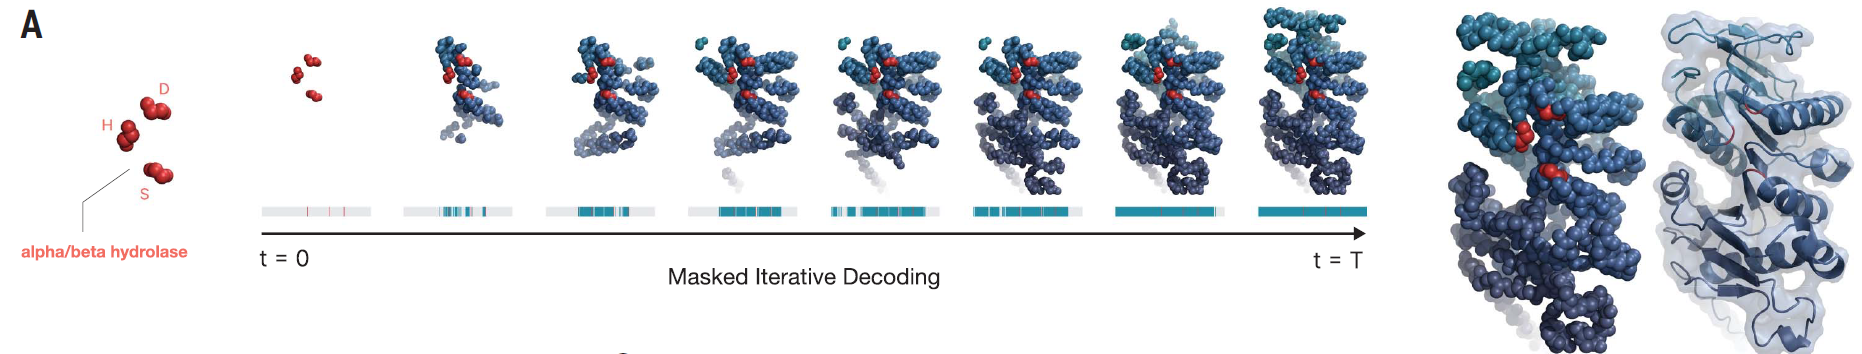 A
D
H
S
alpha/beta hydrolase
t = 0
t = T
Masked Iterative Decoding